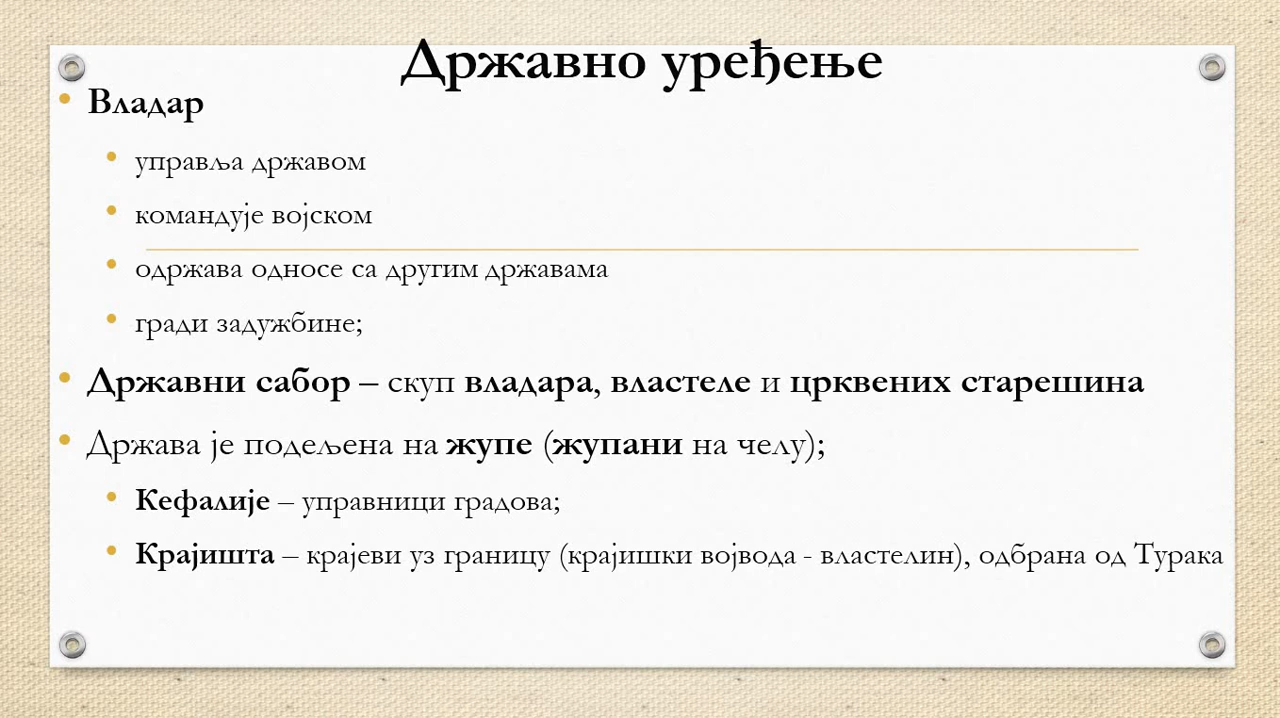 Државно уређење
• Владар
• управља државом
• командује војском
• одржава односе са другим државама
• гради задужбине;
• Државни сабор – скуп владара, властеле и црквених старешина
• Држава је подељена на жупе (жупани на челу);
• Кефалије – управници градова;
• Крајишта – крајеви уз границу (крајишки војвода - властелин), одбрана од Турака